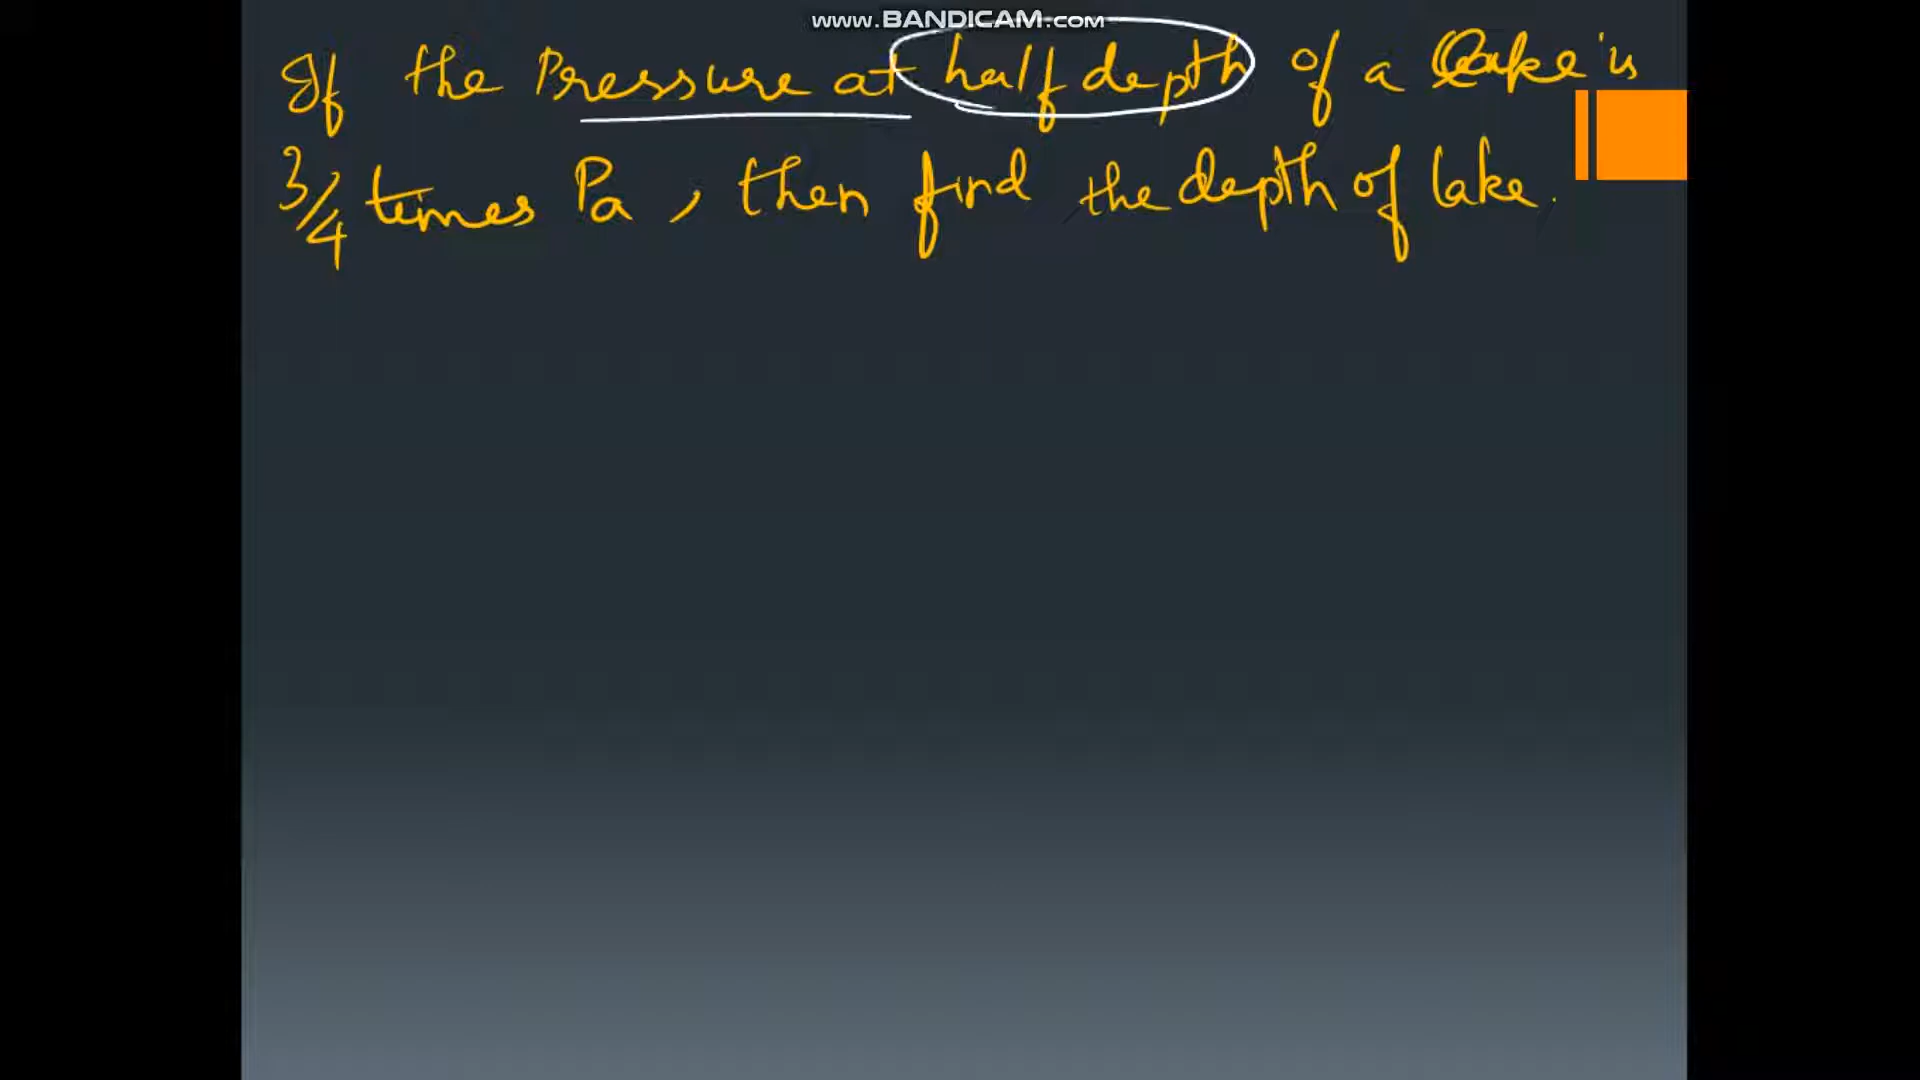 www.BANDICAM.com
If the Pressure at half depth of a lake is
3/4 times Pa, then find the depth of lake.